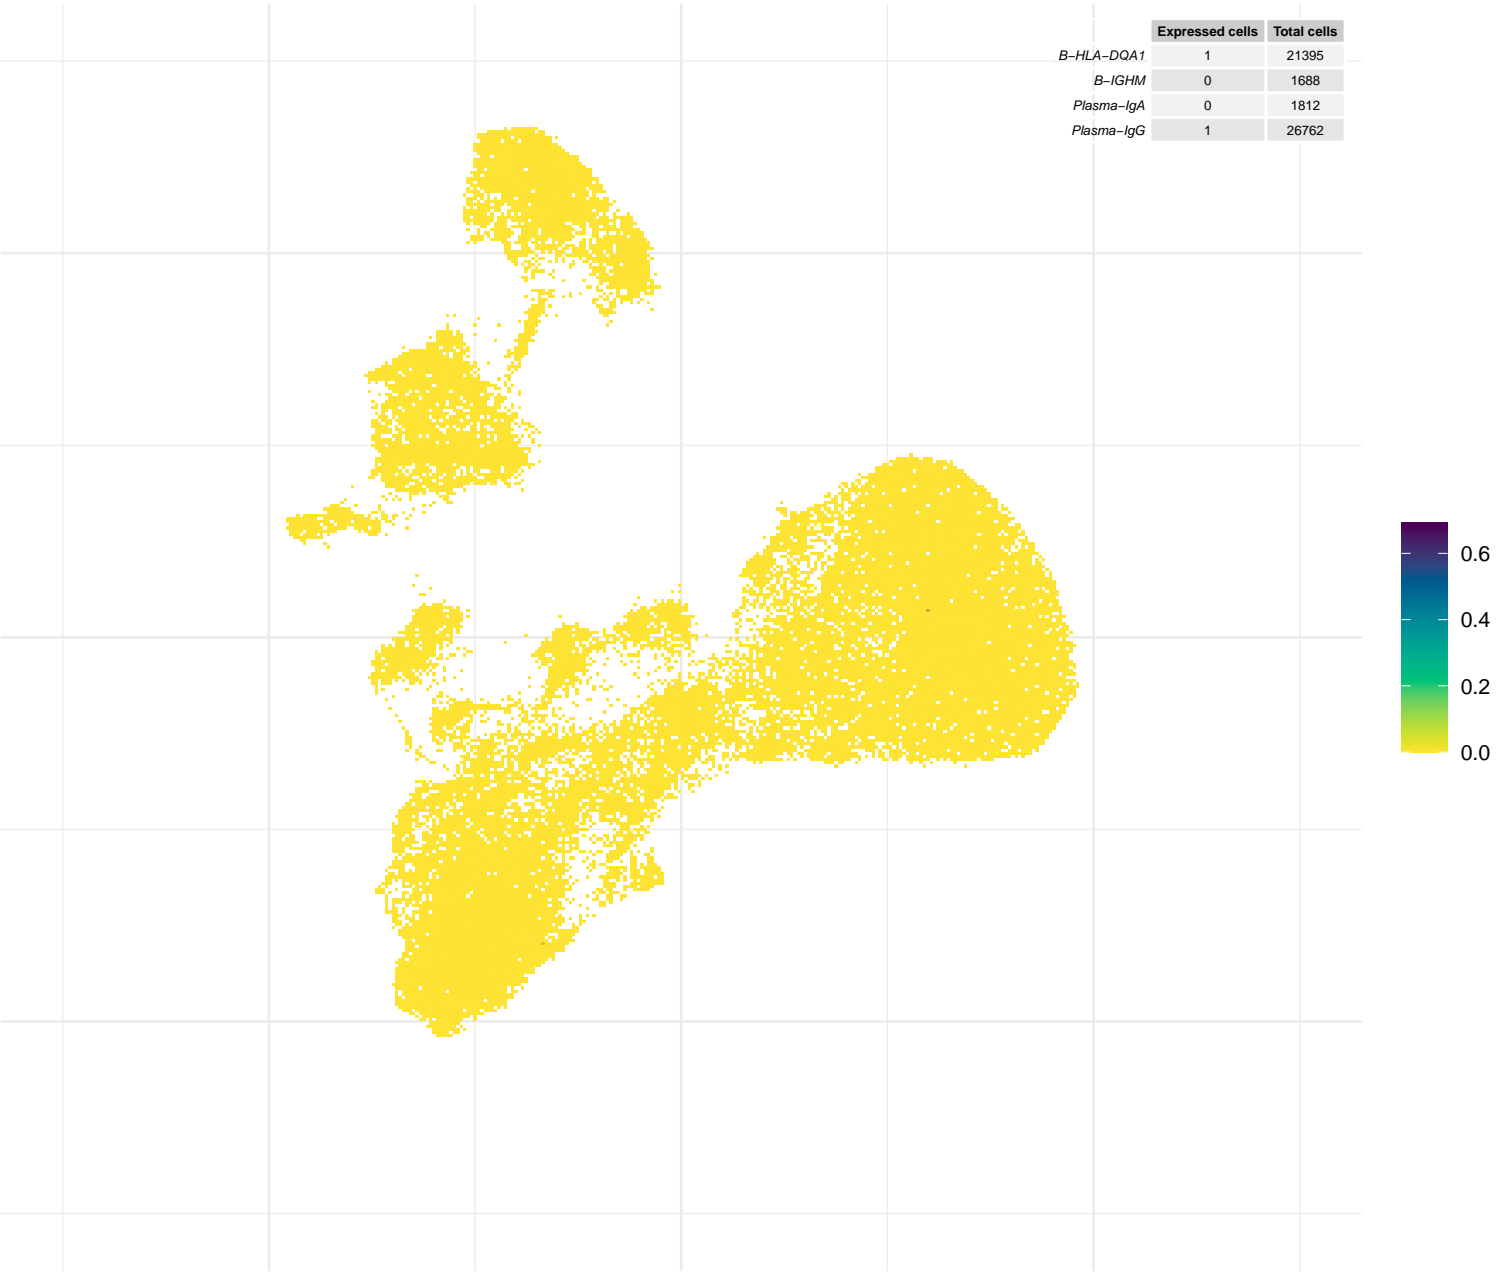 Expressed cells Total cells
B−HLA−DQA1 1 21395
B−IGHM 0 1688
Plasma−IgA 0 1812
Plasma−IgG 1 26762
0.6
0.4
0.2
0.0